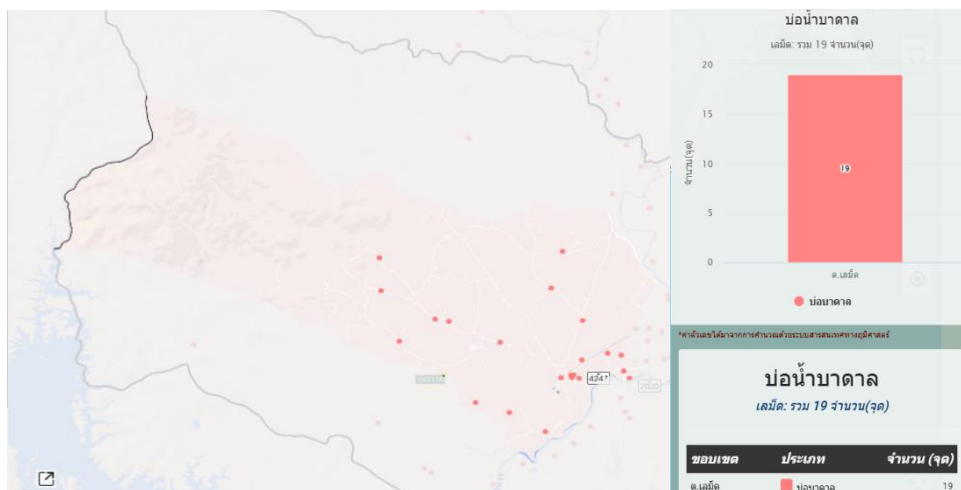 บ่อน้ำบาดาล
เลม็ด: รวม 19 จำนวน(จุด)
20
15
10
5
0
จำนวน(จุด)
19
ต.เลม็ด
บ่อบาดาล
*ค่าตัวเลขได้มาจากการคำนวณด้วยระบบสารสนเทศทางภูมิศาสตร์
บ่อน้ำบาดาล
เลม็ด: รวม 19 จำนวน(จุด)
ขอบเขต ประเภท จำนวน (จุด)
ต.เลม็ด บ่อบาดาล 19
4247
2020